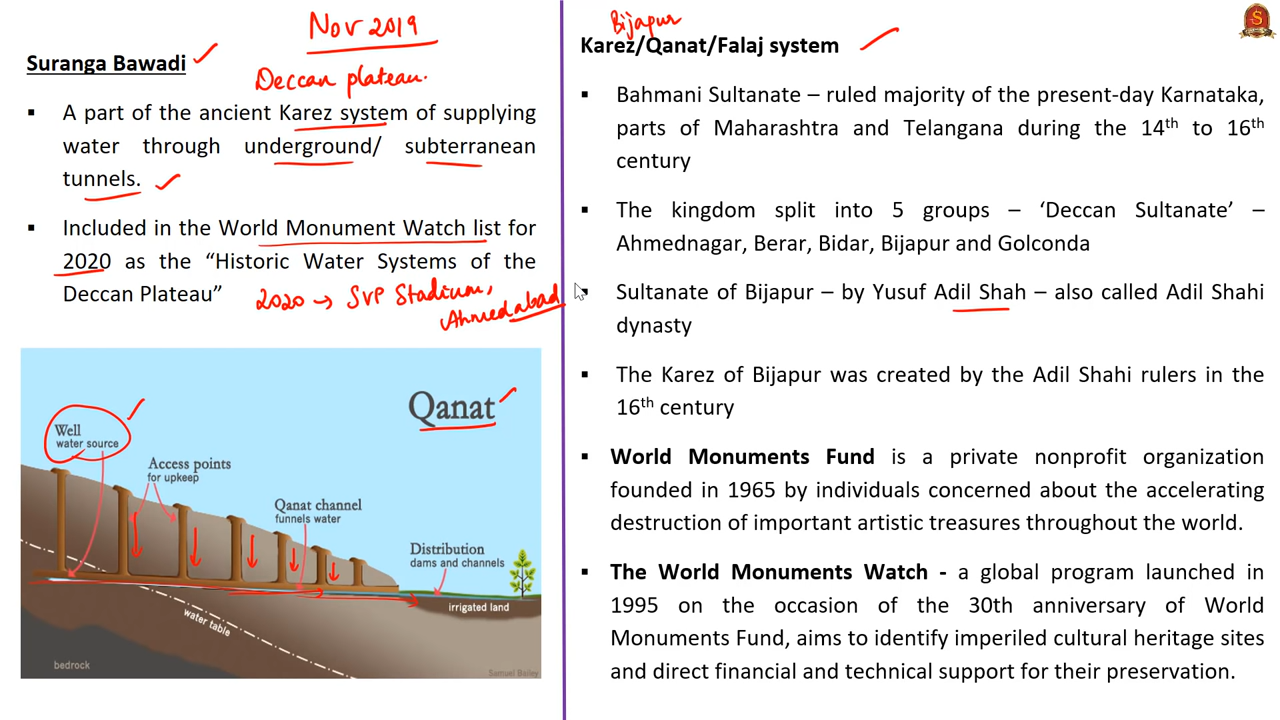 Nov 2019
Suranga Bawadi
Deccan plateau.
▪ A part of the ancient Karez system of supplying
water through underground/ subterranean
tunnels.
▪ Included in the World Monument Watch list for
2020 as the “Historic Water Systems of the
Deccan Plateau”
2020 → SVP Stadium,
Ahmedabad
Qanat
Well
water source
Access points
for upkeep
Qanat channel
funnels water
Distribution
dams and channels
irrigated land
water table
bedrock
Samuel Bailey
Bijapur
Karez/Qanat/Falaj system
▪ Bahmani Sultanate – ruled majority of the present-day Karnataka,
parts of Maharashtra and Telangana during the 14th to 16th
century
▪ The kingdom split into 5 groups – ‘Deccan Sultanate’ –
Ahmednagar, Berar, Bidar, Bijapur and Golconda
▪ Sultanate of Bijapur – by Yusuf Adil Shah – also called Adil Shahi
dynasty
▪ The Karez of Bijapur was created by the Adil Shahi rulers in the
16th century
▪ World Monuments Fund is a private nonprofit organization
founded in 1965 by individuals concerned about the accelerating
destruction of important artistic treasures throughout the world.
▪ The World Monuments Watch - a global program launched in
1995 on the occasion of the 30th anniversary of World
Monuments Fund, aims to identify imperiled cultural heritage sites
and direct financial and technical support for their preservation.